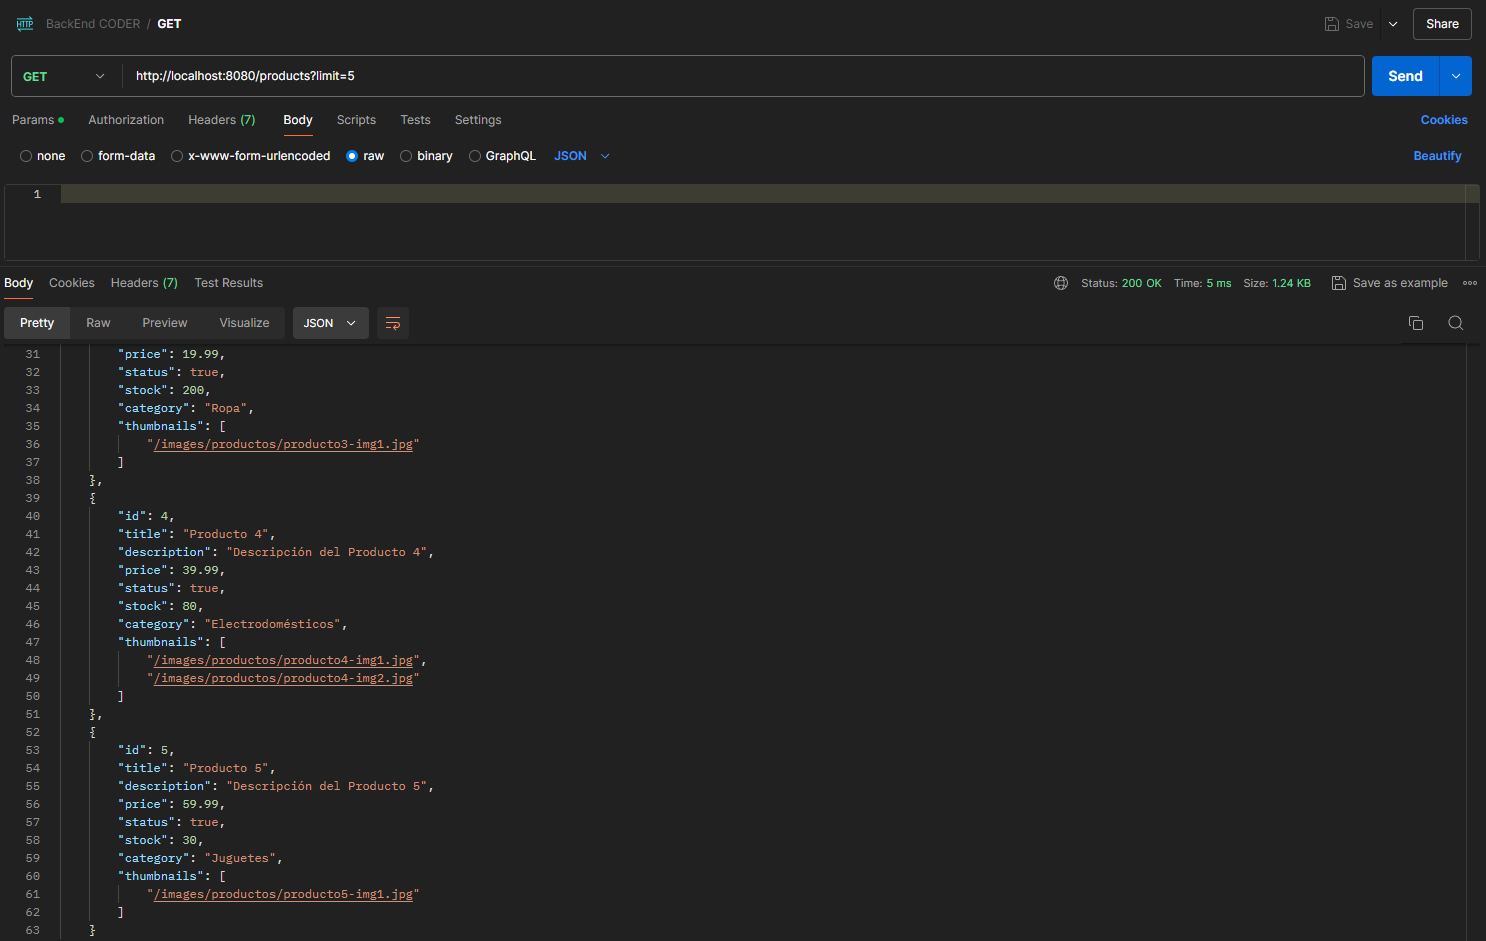 BackEnd CODER / GET
Save
Share
GET http://localhost:8080/products?limit=5
Send
Params Authorization Headers (7) Body Scripts Tests Settings
Cookies
none form-data x-www-form-urlencoded raw binary GraphQL JSON
Beautify
1
Body Cookies Headers (7) Test Results
Status: 200 OK Time: 5 ms Size: 1.24 KB Save as example
Pretty Raw Preview Visualize JSON
31 "price": 19.99,
32 "status": true,
33 "stock": 200,
34 "category": "Ropa",
35 "thumbnails": [
36 "/images/productos/producto3-img1.jpg"
37 ]
38 },
39 {
40 "id": 4,
41 "title": "Producto 4",
42 "description": "Descripción del Producto 4",
43 "price": 39.99,
44 "status": true,
45 "stock": 80,
46 "category": "Electrodomésticos",
47 "thumbnails": [
48 "/images/productos/producto4-img1.jpg",
49 "/images/productos/producto4-img2.jpg"
50 ]
51 },
52 {
53 "id": 5,
54 "title": "Producto 5",
55 "description": "Descripción del Producto 5",
56 "price": 59.99,
57 "status": true,
58 "stock": 30,
59 "category": "Juguetes",
60 "thumbnails": [
61 "/images/productos/producto5-img1.jpg"
62 ]
63 }